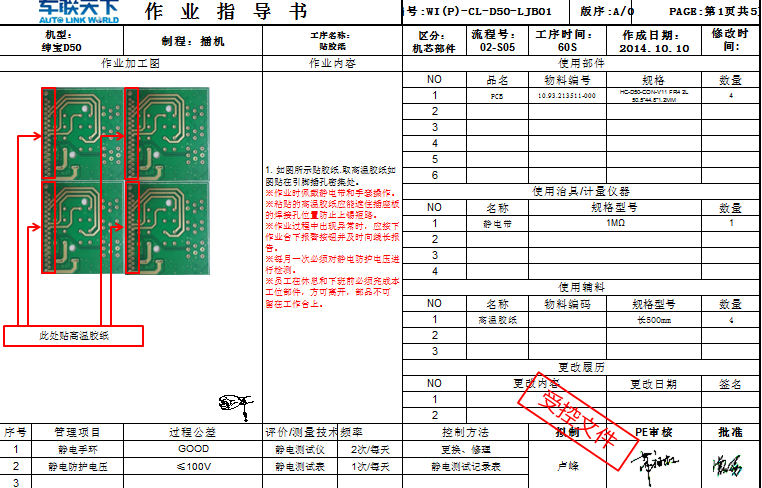 车联天下
AUTO LINK WORLD
作 业 指 导 书
号:WI(P)-CL-D50-LJB01
版序:A/0
PAGE:第1页共5
机型:
绅宝D50
制程: 插机
工序名称:
贴胶纸
区分:
机芯部件
流程号:
02-S05
工序时间:
60S
作成日期:
2014.10.10
修改时间:
作业加工图
作业内容
使用部件
NO 品名 物料编号 规格 数量
1 PCB 10.93.213511-000 HC-D50-CON-V11 FR4 2L 50.5*44.8*1.2MM 4
2
3
4
5
6
使用治具/计量仪器
NO 名称 规格型号 数量
1 静电带 1MΩ 1
2
3
4
使用辅料
NO 名称 物料编码 规格型号 数量
1 高温胶纸 长500mm 4
2
3
更改履历
NO 更改内容 更改日期 签名
1
2
1. 如图所示贴胶纸.取高温胶纸如
图贴在引脚插孔密集处。
※作业时佩戴静电带和手套操作。
※粘贴的高温胶纸应能遮住插座板
的焊接孔位置防止上锡短路。
※作业过程中出现异常时，应按下
作业台下报警按钮并及时向线长报
告。
※每月一次必须对静电防护电压进
行检测。
※员工在休息和下班前必须完成本
工位部件，方可离开，部品不可
留在工作台上。
此处贴高温胶纸
序号 管理项目 过程公差 评价/测量技术 频率 控制方法 拟制 PE审核 批准
1 静电手环 GOOD 静电测试仪 2次/每天 更换、修理
2 静电防护电压 ≤100V 静电测试表 1次/每天 静电测试记录表
3
卢峰
受控文件